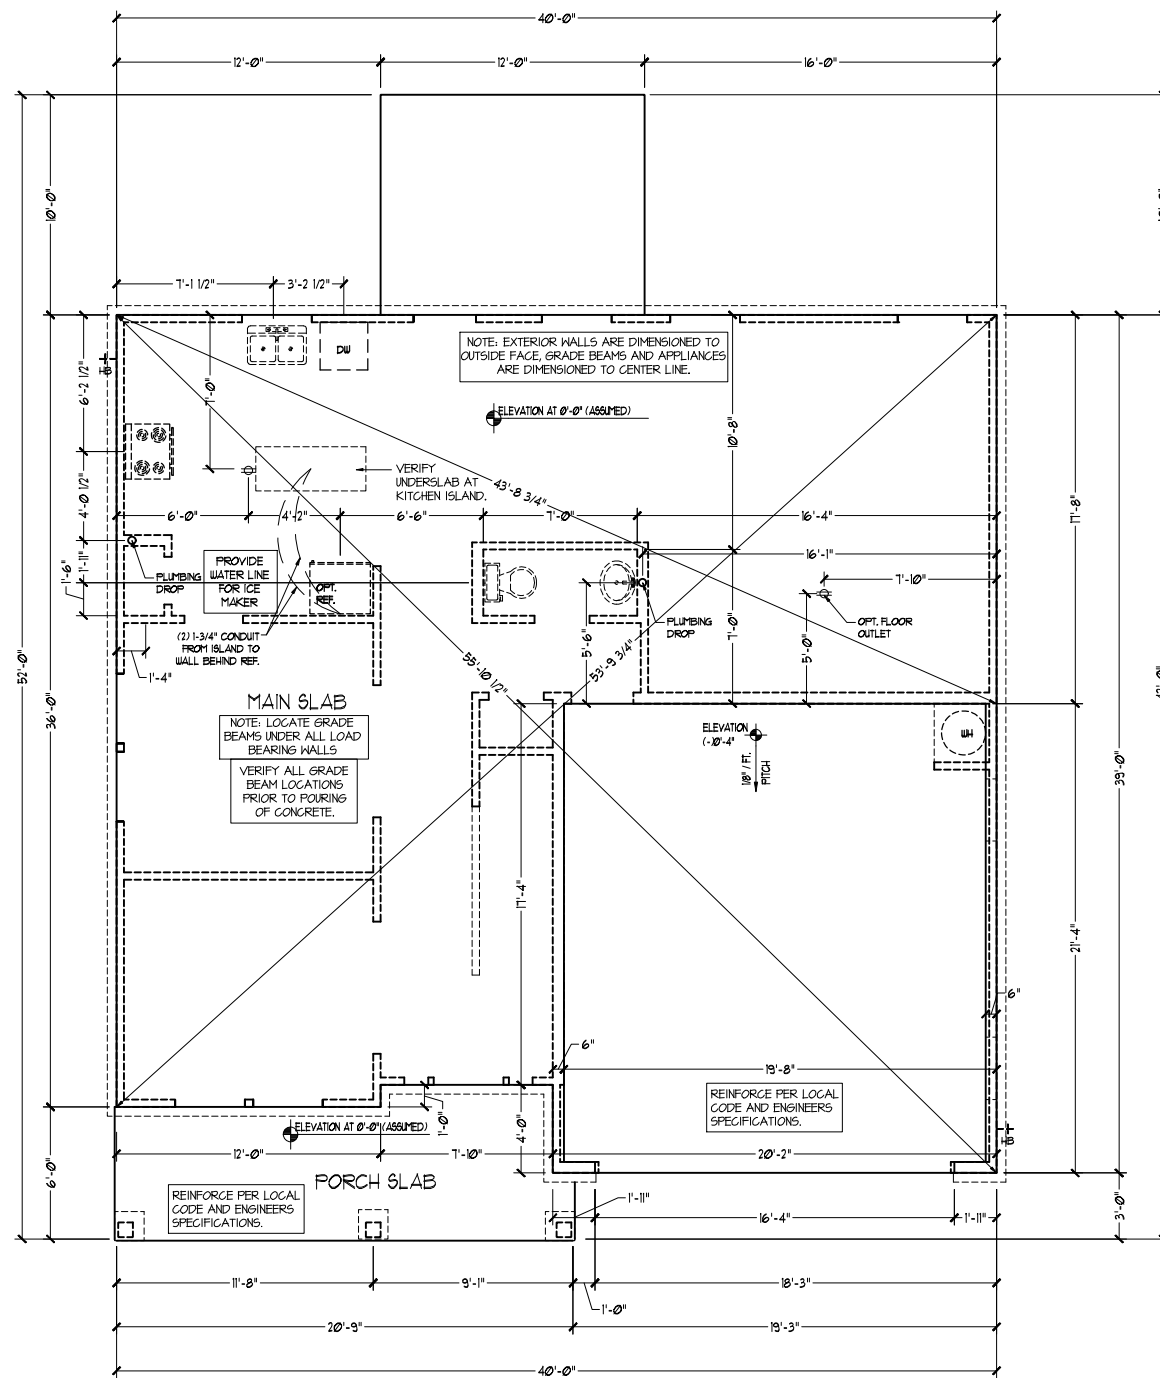 40'-0"
12'-0"
12'-0"
16'-0"
10'-0"
7'-1 1/2"
3'-2 1/2"
DW
NOTE: EXTERIOR WALLS ARE DIMENSIONED TO
OUTSIDE FACE, GRADE BEAMS AND APPLIANCES
ARE DIMENSIONED TO CENTER LINE.
HB
6'-2 1/2"
7'-0"
ELEVATION AT 0'-0" (ASSUMED)
10'-8"
VERIFY
UNDERSLAB AT
KITCHEN ISLAND.
43'-8 3/4"
4'-0 1/2"
17'-8"
6'-0"
4'-2"
6'-6"
7'-0"
16'-4"
16'-1"
1'-11"
1'-6"
PROVIDE
WATER LINE
FOR ICE
MAKER
PLUMBING
DROP
OPT.
REF.
7'-10"
PLUMBING
DROP
OPT. FLOOR
OUTLET
(2) 1-3/4" CONDUIT
FROM ISLAND TO
WALL BEHIND REF.
5'-6"
7'-0"
5'-0"
1'-4"
55'-10 1/2"
53'-9 3/4"
52'-0"
36'-0"
MAIN SLAB
NOTE: LOCATE GRADE
BEAMS UNDER ALL LOAD
BEARING WALLS
VERIFY ALL GRADE
BEAM LOCATIONS
PRIOR TO POURING
OF CONCRETE.
ELEVATION
(-)0'-4"
1/8" / FT.
PITCH
WH
39'-0"
17'-4"
21'-4"
6"
6"
19'-8"
REINFORCE PER LOCAL
CODE AND ENGINEERS
SPECIFICATIONS.
1'-0"
4'-0"
ELEVATION AT 0'-0" (ASSUMED)
HB
12'-0"
7'-10"
20'-2"
6'-0"
PORCH SLAB
REINFORCE PER LOCAL
CODE AND ENGINEERS
SPECIFICATIONS.
1'-11"
16'-4"
1'-11"
3'-0"
11'-8"
9'-1"
18'-3"
1'-0"
20'-9"
19'-3"
40'-0"